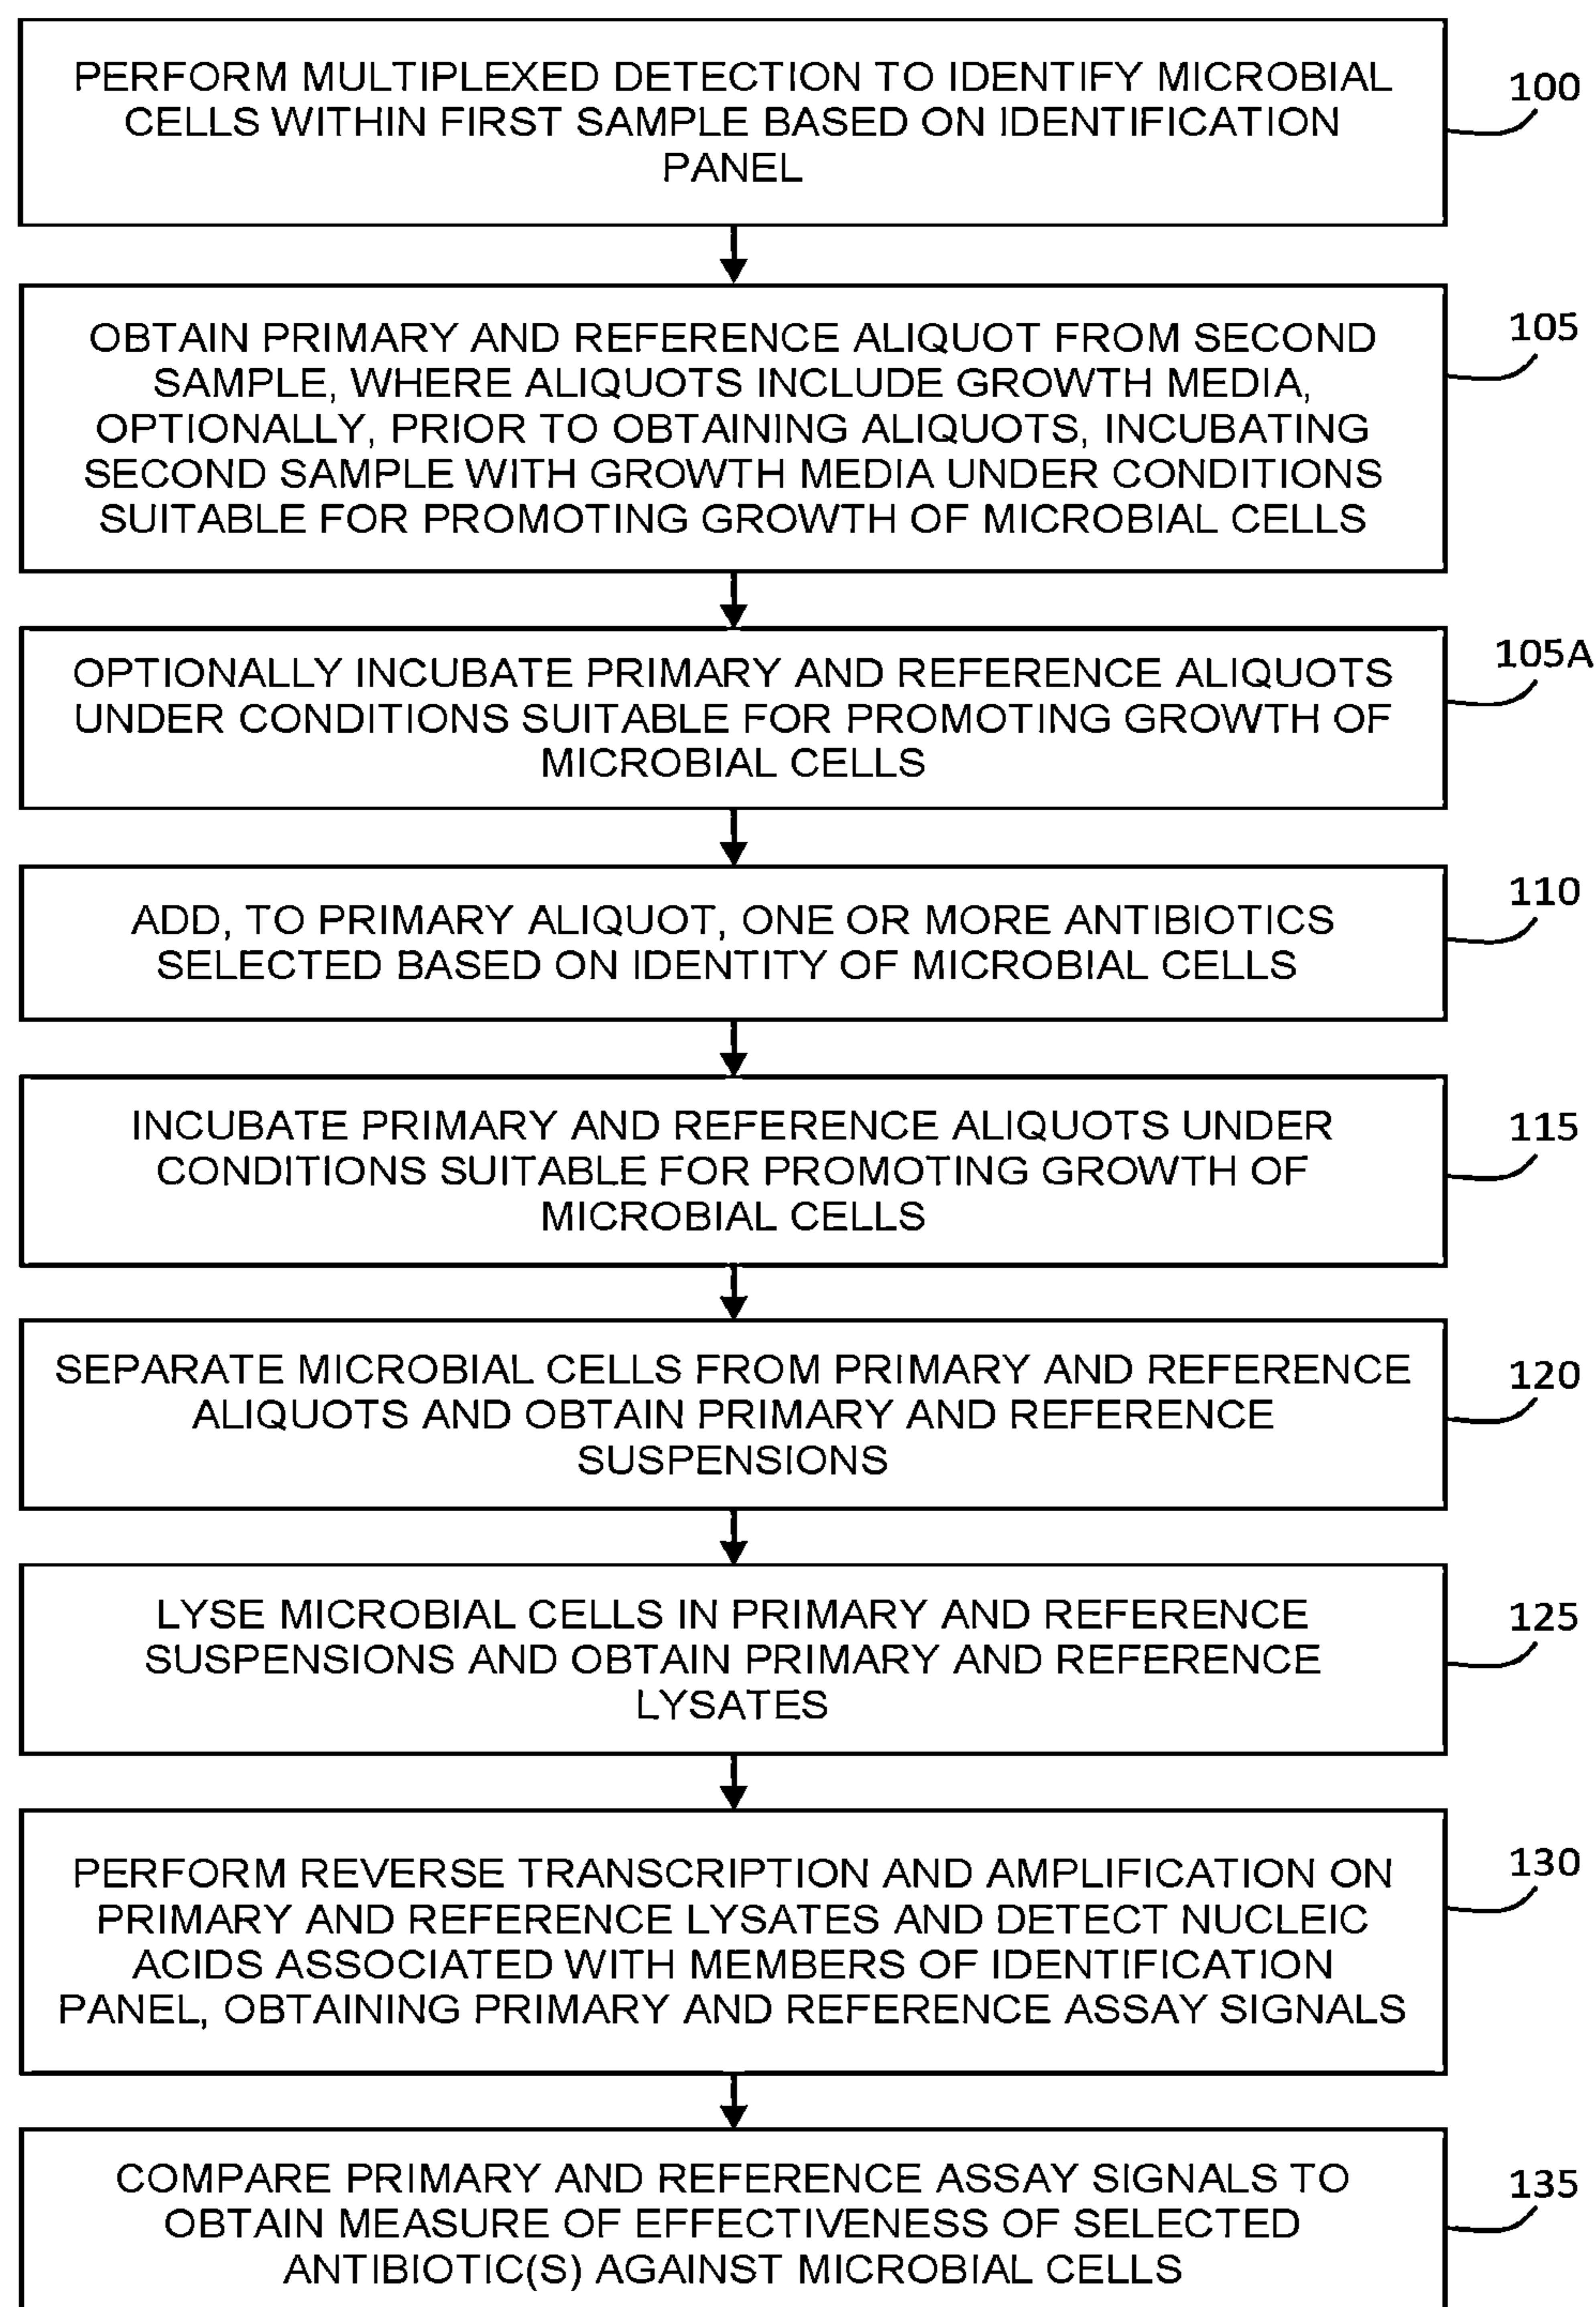 PERFORM MULTIPLEXED DETECTION TO IDENTIFY MICROBIAL
CELLS WITHIN FIRST SAMPLE BASED ON IDENTIFICATION
PANEL
100
OBTAIN PRIMARY AND REFERENCE ALIQUOT FROM SECOND
SAMPLE, WHERE ALIQUOTS INCLUDE GROWTH MEDIA,
OPTIONALLY, PRIOR TO OBTAINING ALIQUOTS, INCUBATING
SECOND SAMPLE WITH GROWTH MEDIA UNDER CONDITIONS
SUITABLE FOR PROMOTING GROWTH OF MICROBIAL CELLS
105
OPTIONALLY INCUBATE PRIMARY AND REFERENCE ALIQUOTS
UNDER CONDITIONS SUITABLE FOR PROMOTING GROWTH OF
MICROBIAL CELLS
105A
ADD, TO PRIMARY ALIQUOT, ONE OR MORE ANTIBIOTICS
SELECTED BASED ON IDENTITY OF MICROBIAL CELLS
110
INCUBATE PRIMARY AND REFERENCE ALIQUOTS UNDER
CONDITIONS SUITABLE FOR PROMOTING GROWTH OF
MICROBIAL CELLS
115
SEPARATE MICROBIAL CELLS FROM PRIMARY AND REFERENCE
ALIQUOTS AND OBTAIN PRIMARY AND REFERENCE
SUSPENSIONS
120
LYSE MICROBIAL CELLS IN PRIMARY AND REFERENCE
SUSPENSIONS AND OBTAIN PRIMARY AND REFERENCE
LYSATES
125
PERFORM REVERSE TRANSCRIPTION AND AMPLIFICATION ON
PRIMARY AND REFERENCE LYSATES AND DETECT NUCLEIC
ACIDS ASSOCIATED WITH MEMBERS OF IDENTIFICATION
PANEL, OBTAINING PRIMARY AND REFERENCE ASSAY SIGNALS
130
COMPARE PRIMARY AND REFERENCE ASSAY SIGNALS TO
OBTAIN MEASURE OF EFFECTIVENESS OF SELECTED
ANTIBIOTIC(S) AGAINST MICROBIAL CELLS
135